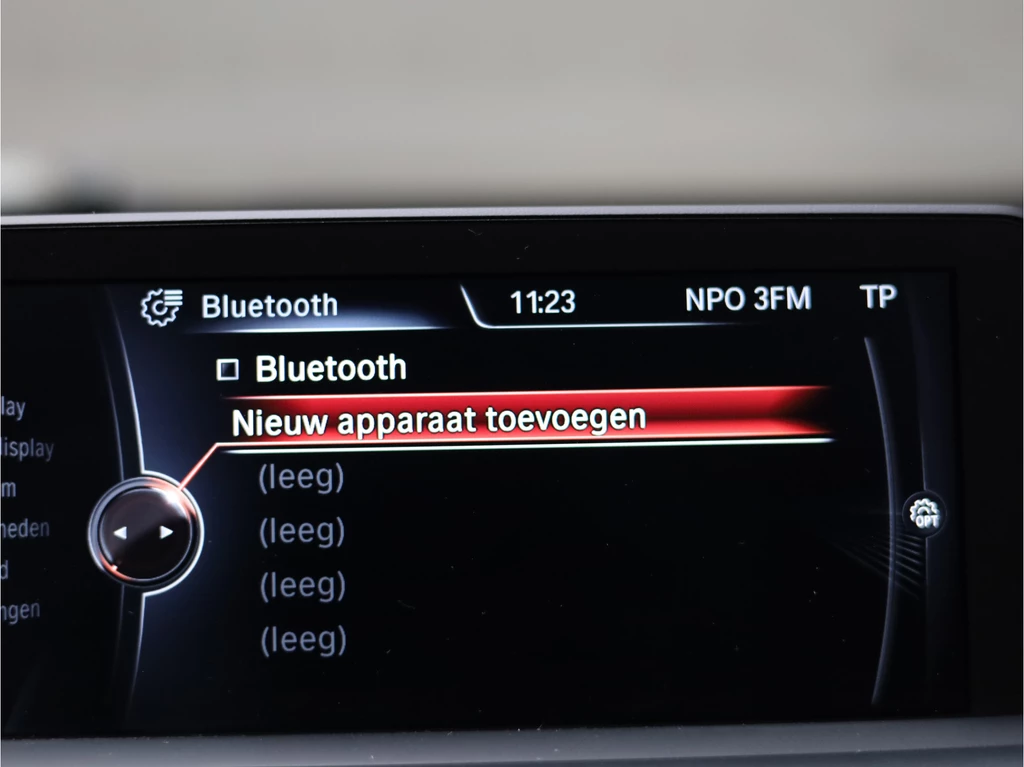 Bluetooth 11:23 NPO 3FM TP
Bluetooth
Nieuw apparaat toevoegen
(leeg)
(leeg)
(leeg)
(leeg)
OPT